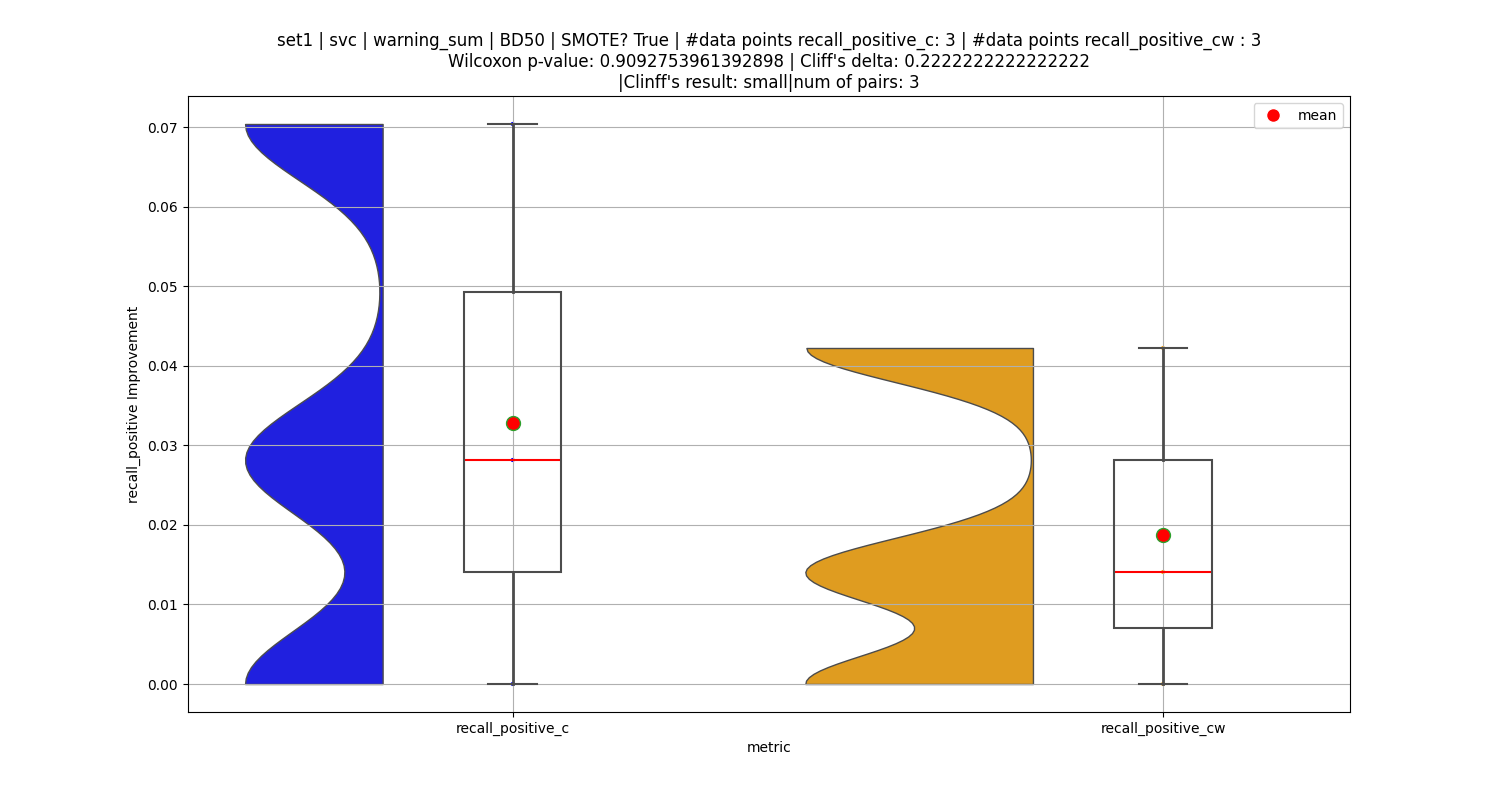 set1 | svc | warning_sum | BD50 | SMOTE? True | #data points recall_positive_c: 3 | #data points recall_positive_cw : 3
Wilcoxon p-value: 0.9092753961392898 | Cliff's delta: 0.2222222222222222
|Clinff's result: small|num of pairs: 3
mean
0.07
0.06
0.05
0.04
0.03
0.02
0.01
0.00
recall_positive Improvement
recall_positive_c
recall_positive_cw
metric